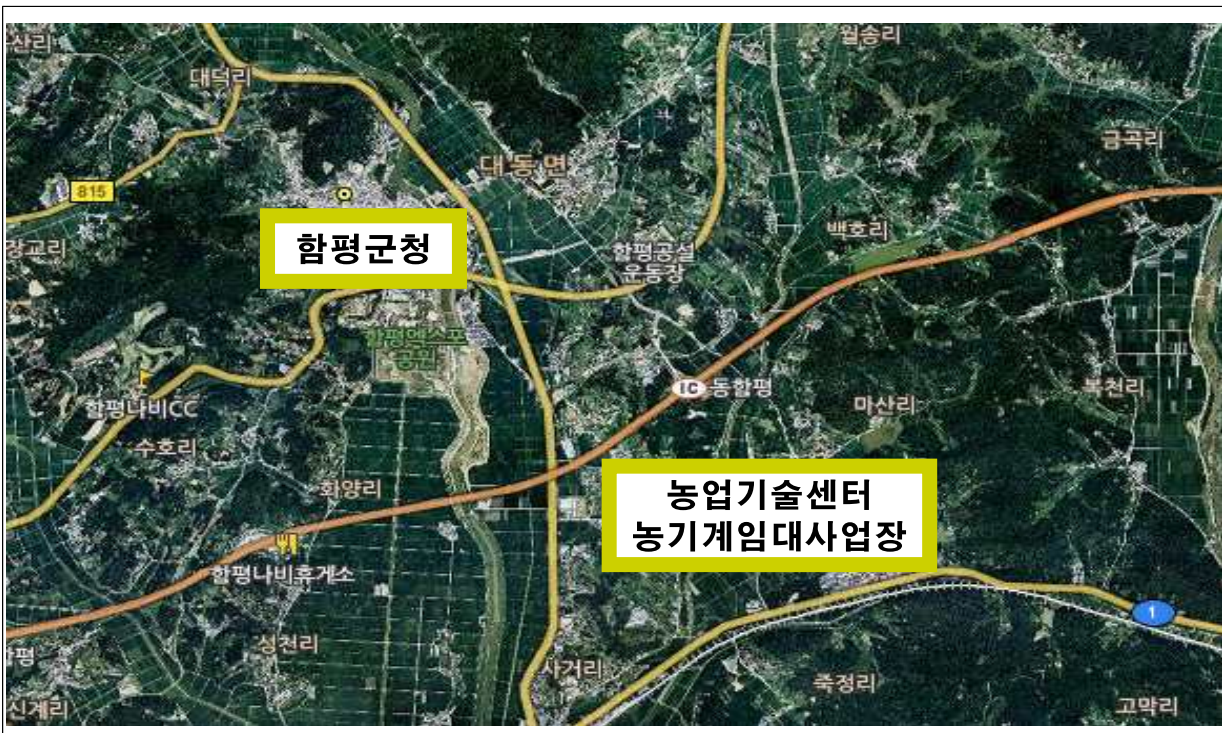 산리
월송리
대덕리
금곡리
대동면
815
장교리
함평군청
함평공설
운동장
백호리
함평엑스포
공원
IC 동함평
함평나비CC
마산리
복천리
수호리
화양리
농업기술센터
농기계임대사업장
함평나비휴게소
1
성천리
함평
사거리
죽정리
신계리
고막리